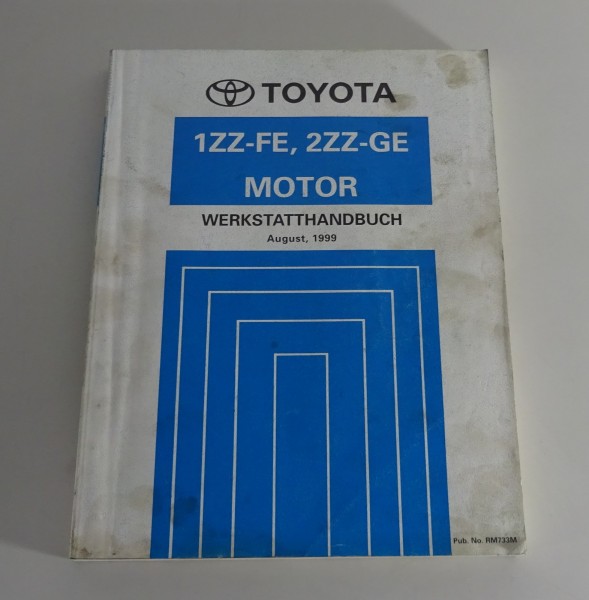 TOYOTA
1ZZ-FE, 2ZZ-GE
MOTOR
WERKSTATTHANDBUCH
August, 1999
Pub. No. RM733M